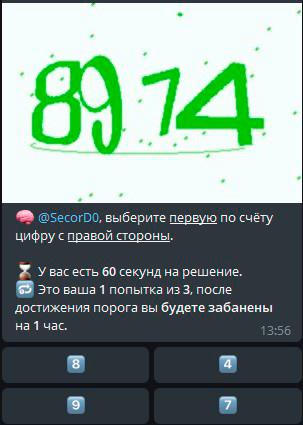 8974
🧠 @SecorD0, выберите первую по счёту
цифру с правой стороны.
⏳ У вас есть 60 секунд на решение.
🔁 Это ваша 1 попытка из 3, после
достижения порога вы будете забанены
на 1 час.
13:56
8 4
9 7